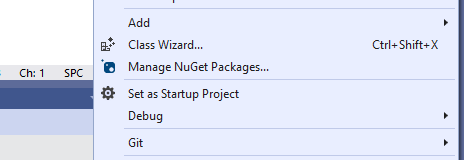 Add
Class Wizard... Ctrl+Shift+X
Ch: 1 SPC
Manage NuGet Packages...
Set as Startup Project
Debug
Git